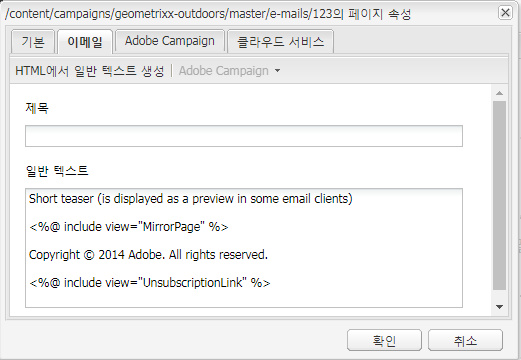 /content/campaigns/geometrixx-outdoors/master/e-mails/123의 페이지 속성
기본 이메일 Adobe Campaign 클라우드 서비스
HTML에서 일반 텍스트 생성 Adobe Campaign
제목
일반 텍스트
Short teaser (is displayed as a preview in some email clients)
<%@ include view="MirrorPage" %>
Copyright © 2014 Adobe. All rights reserved.
<%@ include view="UnsubscriptionLink" %>
확인 취소